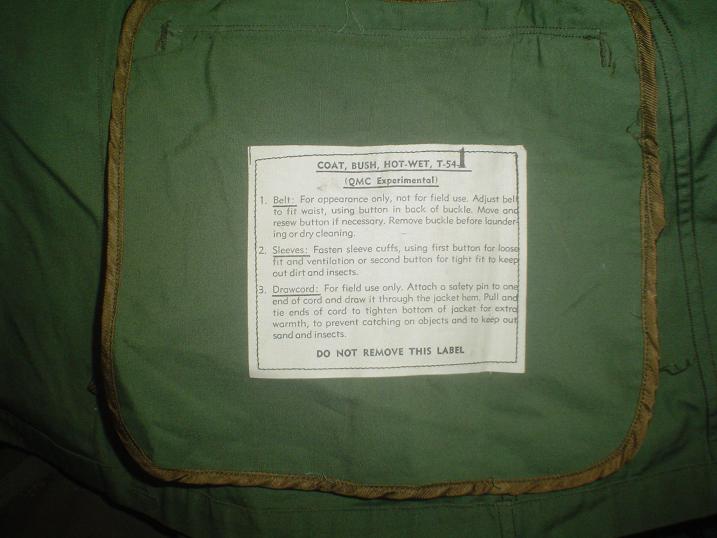 COAT, BUSH, HOT-WET, T-54-1
(QMC Experimental)
1. Belt: For appearance only, not for field use. Adjust belt
to fit waist, using button in back of buckle. Move and
resew button if necessary. Remove buckle before launder-
ing or dry cleaning.
2. Sleeves: Fasten sleeve cuffs, using first button for loose
fit and ventilation or second button for tight fit to keep
out dirt and insects.
3. Drawcord: For field use only. Attach a safety pin to one
end of cord and draw it through the jacket hem. Pull and
tie ends of cord to tighten bottom of jacket for extra
warmth, to prevent catching on objects and to keep out
sand and insects.
DO NOT REMOVE THIS LABEL